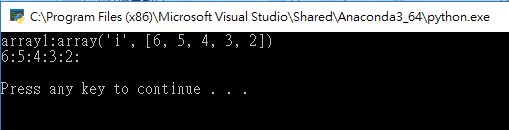 C:\Program Files (x86)\Microsoft Visual Studio\Shared\Anaconda3_64\python.exe
array1:array('i', [6, 5, 4, 3, 2])
6:5:4:3:2:
Press any key to continue . . .